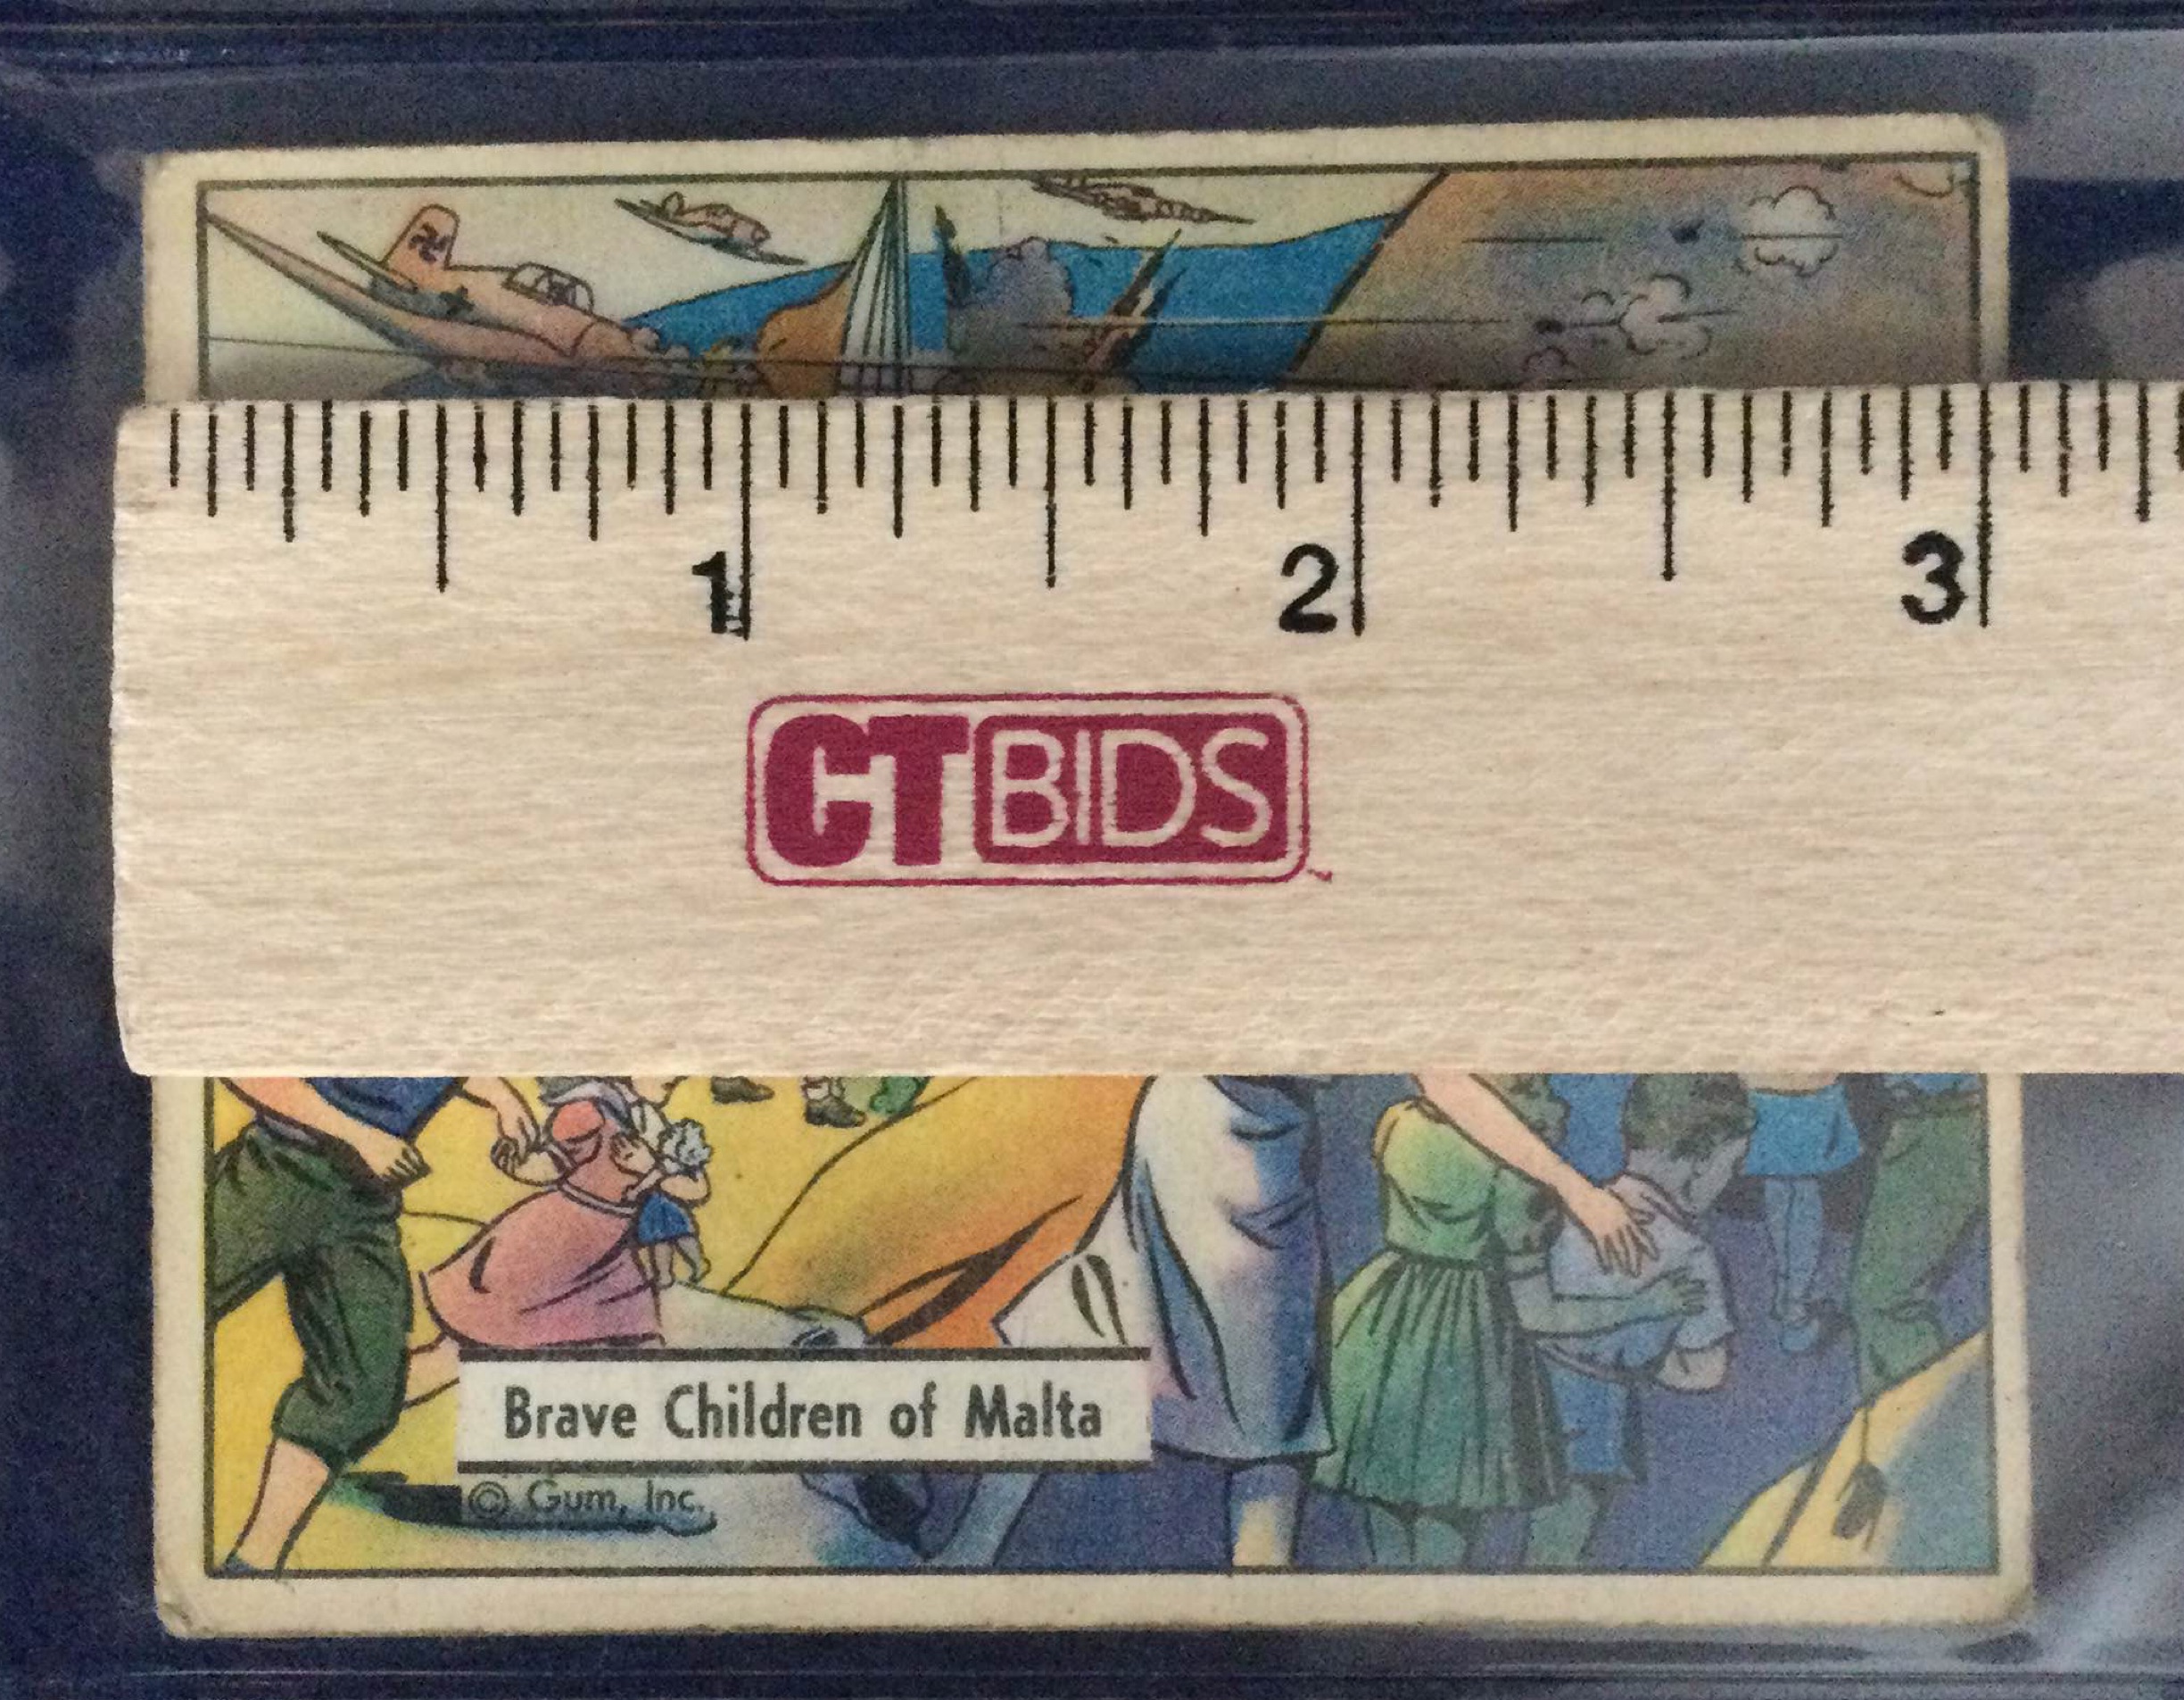 1 2 3
CTBIDS
Brave Children of Malta
© Gum, Inc.